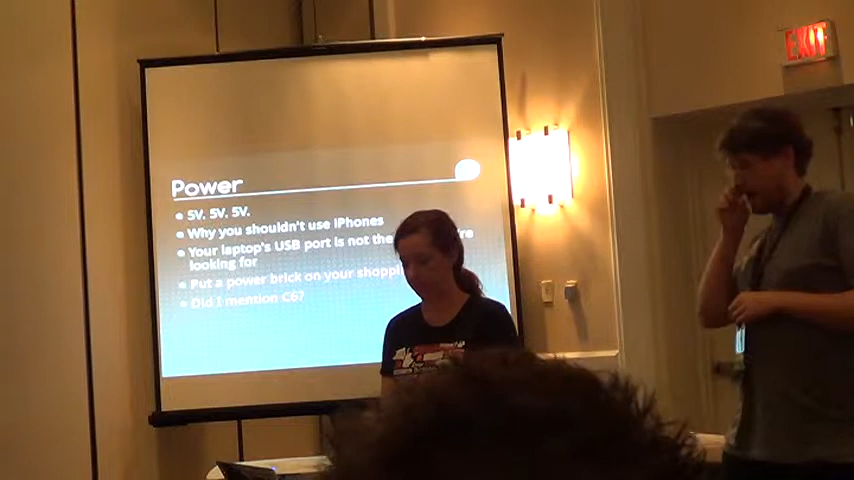 EXIT
Power
5V. 5V. 5V.
Why you shouldn't use iPhones
Your laptop's USB port is not the
looking for
Put a power brick on your
Did I mention C6?